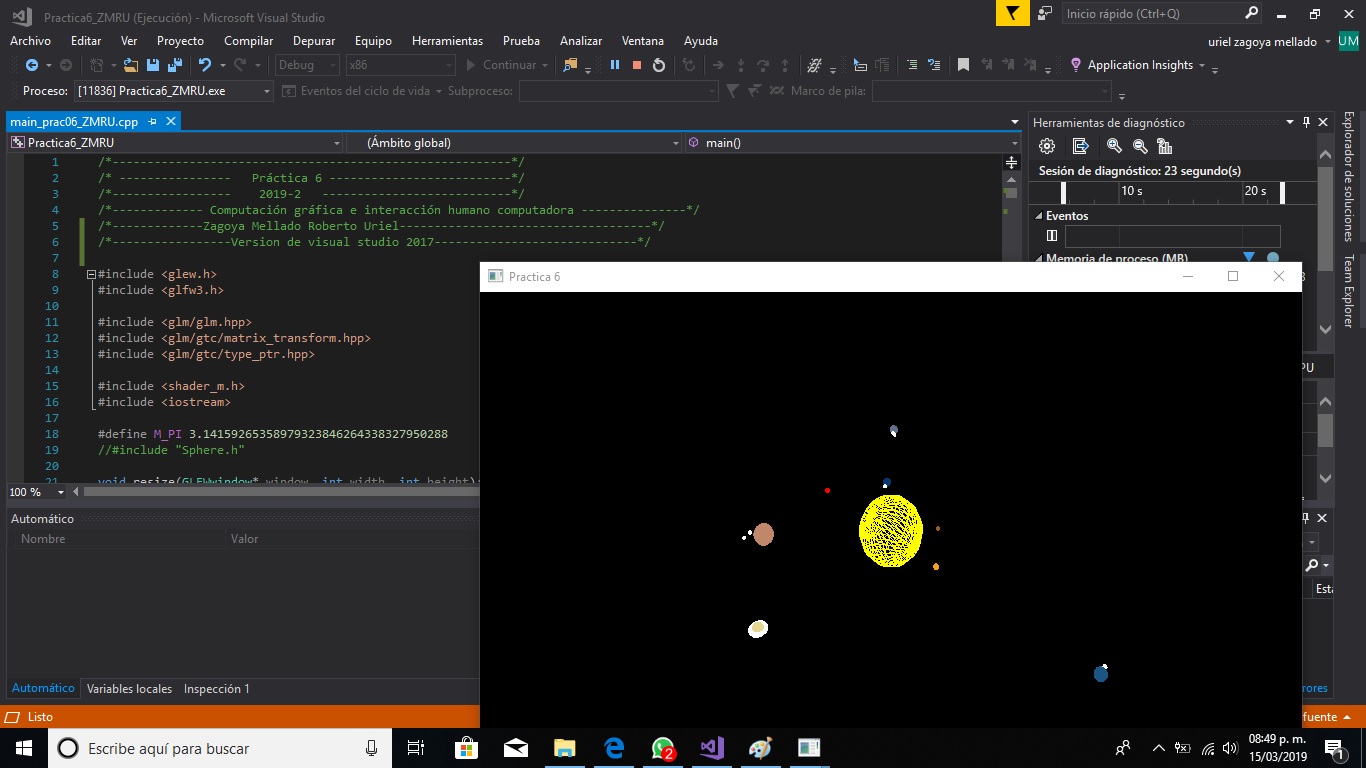 Practica6_ZMRU (Ejecución) - Microsoft Visual Studio
Inicio rápido (Ctrl+Q)
Archivo Editar Ver Proyecto Compilar Depurar Equipo Herramientas Prueba Analizar Ventana Ayuda
uriel zagoya mellado UM
Debug x86 Continuar Application Insights
Proceso: [11836] Practica6_ZMRU.exe Eventos del ciclo de vida Subproceso: Marco de pila:
main_prac06_ZMRU.cpp
Practica6_ZMRU (Ámbito global) main()
1 /*---------------------------------------------------------*/
2 /* ---------------- Práctica 6 --------------------------*/
3 /*----------------- 2019-2 ---------------------------*/
4 /*------------- Computación gráfica e interacción humano computadora ---------------*/
5 /*-------------Zagoya Mellado Roberto Uriel------------------------------------*/
6 /*-----------------Version de visual studio 2017-----------------------------*/
7
8 #include <glew.h>
9 #include <glfw3.h>
10
11 #include <glm/glm.hpp>
12 #include <glm/gtc/matrix_transform.hpp>
13 #include <glm/gtc/type_ptr.hpp>
14
15 #include <shader_m.h>
16 #include <iostream>
17
18 #define M_PI 3.14159265358979323846264338327950288
19 //#include "Sphere.h"
20
21 void resize(GLFWwindow* window, int width, int height);
100 %
Herramientas de diagnóstico
Sesión de diagnóstico: 23 segundo(s)
10 s 20 s
Eventos
Memoria de proceso (MB)
Explorador de soluciones
Team Explorer
Practica 6
PU
Automático
Nombre Valor
Esta
Automático Variables locales Inspección 1
rores
Listo
fuente
Escribe aquí para buscar
2
08:49 p. m.
15/03/2019
1